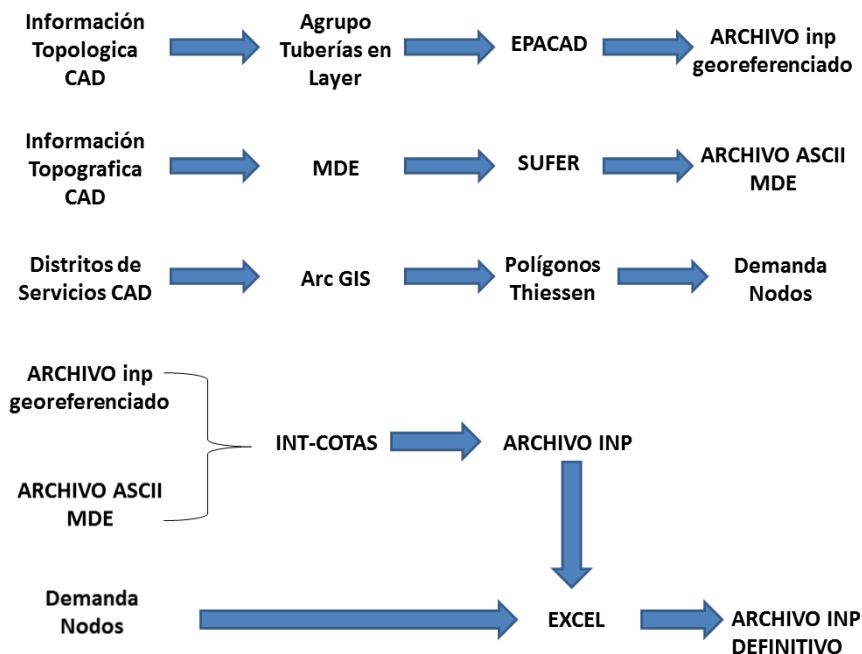 Información
Topologica
CAD
Agrupo
Tuberías en
Layer
EPACAD
ARCHIVO inp
georeferenciado
Información
Topografica
CAD
MDE
SUFER
ARCHIVO ASCII
MDE
Distritos de
Servicios CAD
Arc GIS
Polígonos
Thiessen
Demanda
Nodos
ARCHIVO inp
georeferenciado
INT-COTAS
ARCHIVO INP
ARCHIVO ASCII
MDE
Demanda
Nodos
EXCEL
ARCHIVO INP
DEFINITIVO